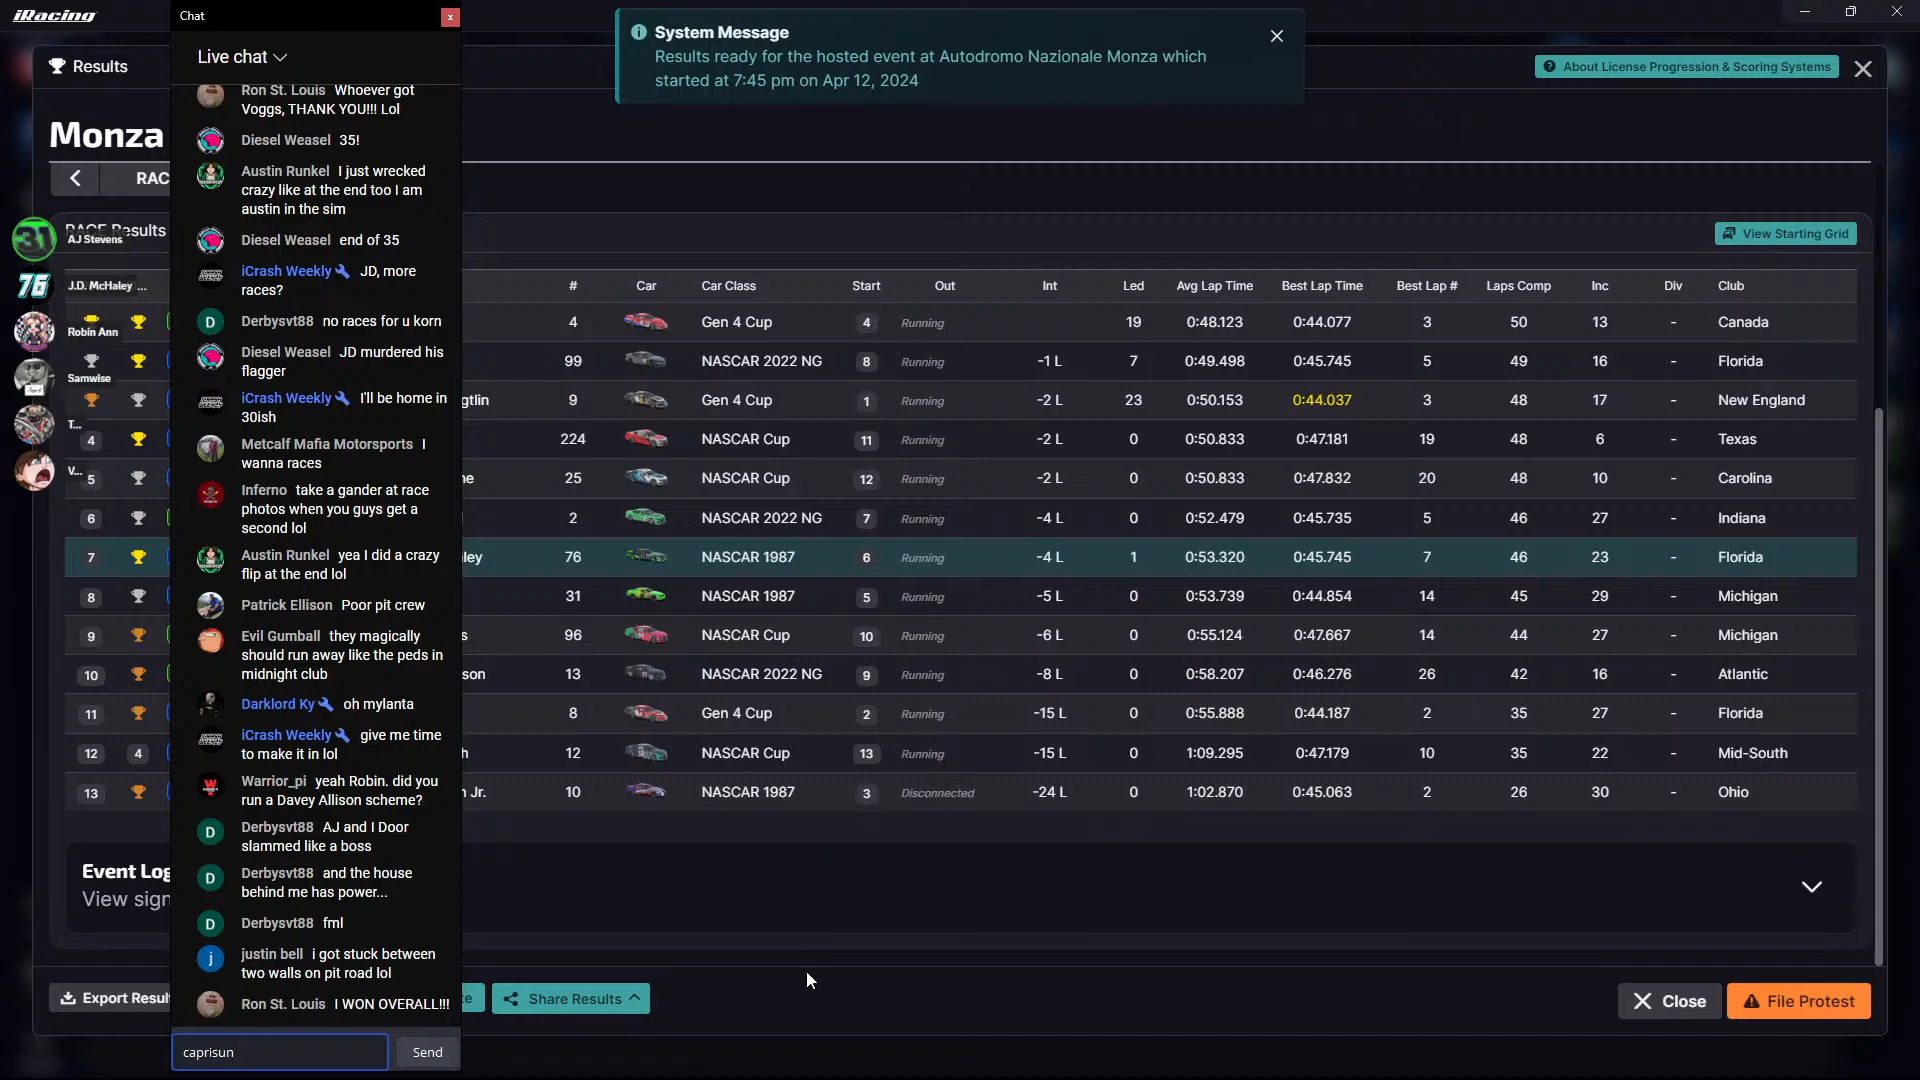 iRacing
Chat
x
Live chat
Ron St. Louis Whoever got
Voggs, THANK YOU!!! Lol
Diesel Weasel 35!
Austin Runkel I just wrecked
crazy like at the end too I am
austin in the sim
Diesel Weasel end of 35
iCrash Weekly JD, more
races?
D Derbysvt88 no races for u korn
Diesel Weasel JD murdered his
flagger
iCrash Weekly I'll be home in
30ish
Metcalf Mafia Motorsports I
wanna races
Inferno take a gander at race
photos when you guys get a
second lol
Austin Runkel yea I did a crazy
flip at the end lol
Patrick Ellison Poor pit crew
Evil Gumball they magically
should run away like the peds in
midnight club
Darklord Ky oh mylanta
iCrash Weekly give me time
to make it in lol
Warrior_pi yeah Robin. did you
run a Davey Allison scheme?
D Derbysvt88 AJ and I Door
slammed like a boss
D Derbysvt88 and the house
behind me has power...
D Derbysvt88 fml
j justin bell i got stuck between
two walls on pit road lol
Ron St. Louis I WON OVERALL!!!
caprisun
Send
System Message
Results ready for the hosted event at Autodromo Nazionale Monza which
started at 7:45 pm on Apr 12, 2024
Results
About License Progression & Scoring Systems
Monza
RAC
RACE Results
View Starting Grid
31 AJ Stevens
76 J.D. McHaley ...
Robin Ann
Samwise
T...
V...
# Car Car Class Start Out Int Led Avg Lap Time Best Lap Time Best Lap # Laps Comp Inc Div Club
4 Gen 4 Cup 4 Running 19 0:48.123 0:44.077 3 50 13 - Canada
99 NASCAR 2022 NG 8 Running -1 L 7 0:49.498 0:45.745 5 49 16 - Florida
gtlin 9 Gen 4 Cup 1 Running -2 L 23 0:50.153 0:44.037 3 48 17 - New England
4 224 NASCAR Cup 11 Running -2 L 0 0:50.833 0:47.181 19 48 6 - Texas
5 ne 25 NASCAR Cup 12 Running -2 L 0 0:50.833 0:47.832 20 48 10 - Carolina
6 2 NASCAR 2022 NG 7 Running -4 L 0 0:52.479 0:45.735 5 46 27 - Indiana
7 ley 76 NASCAR 1987 6 Running -4 L 1 0:53.320 0:45.745 7 46 23 - Florida
8 31 NASCAR 1987 5 Running -5 L 0 0:53.739 0:44.854 14 45 29 - Michigan
9 s 96 NASCAR Cup 10 Running -6 L 0 0:55.124 0:47.667 14 44 27 - Michigan
10 son 13 NASCAR 2022 NG 9 Running -8 L 0 0:58.207 0:46.276 26 42 16 - Atlantic
11 8 Gen 4 Cup 2 Running -15 L 0 0:55.888 0:44.187 2 35 27 - Florida
12 4 h 12 NASCAR Cup 13 Running -15 L 0 1:09.295 0:47.179 10 35 22 - Mid-South
13 n Jr. 10 NASCAR 1987 3 Disconnected -24 L 0 1:02.870 0:45.063 2 26 30 - Ohio
Event Log
View sign
Export Resul
te
Share Results
Close
File Protest